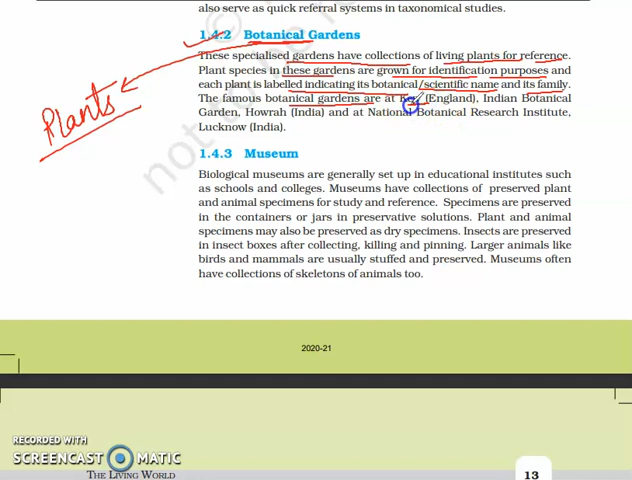 also serve as quick referral systems in taxonomical studies.
1.4.2 Botanical Gardens
These specialised gardens have collections of living plants for reference.
Plant species in these gardens are grown for identification purposes and
each plant is labelled indicating its botanical/scientific name and its family.
The famous botanical gardens are at (England), Indian Botanical
Garden, Howrah (India) and at National Botanical Research Institute,
Lucknow (India).
Plants
1.4.3 Museum
Biological museums are generally set up in educational institutes such
as schools and colleges. Museums have collections of preserved plant
and animal specimens for study and reference. Specimens are preserved
in the containers or jars in preservative solutions. Plant and animal
specimens may also be preserved as dry specimens. Insects are preserved
in insect boxes after collecting, killing and pinning. Larger animals like
birds and mammals are usually stuffed and preserved. Museums often
have collections of skeletons of animals too.
2020-21
RECORDED WITH
SCREENCAST MATIC
THE LIVING WORLD
13